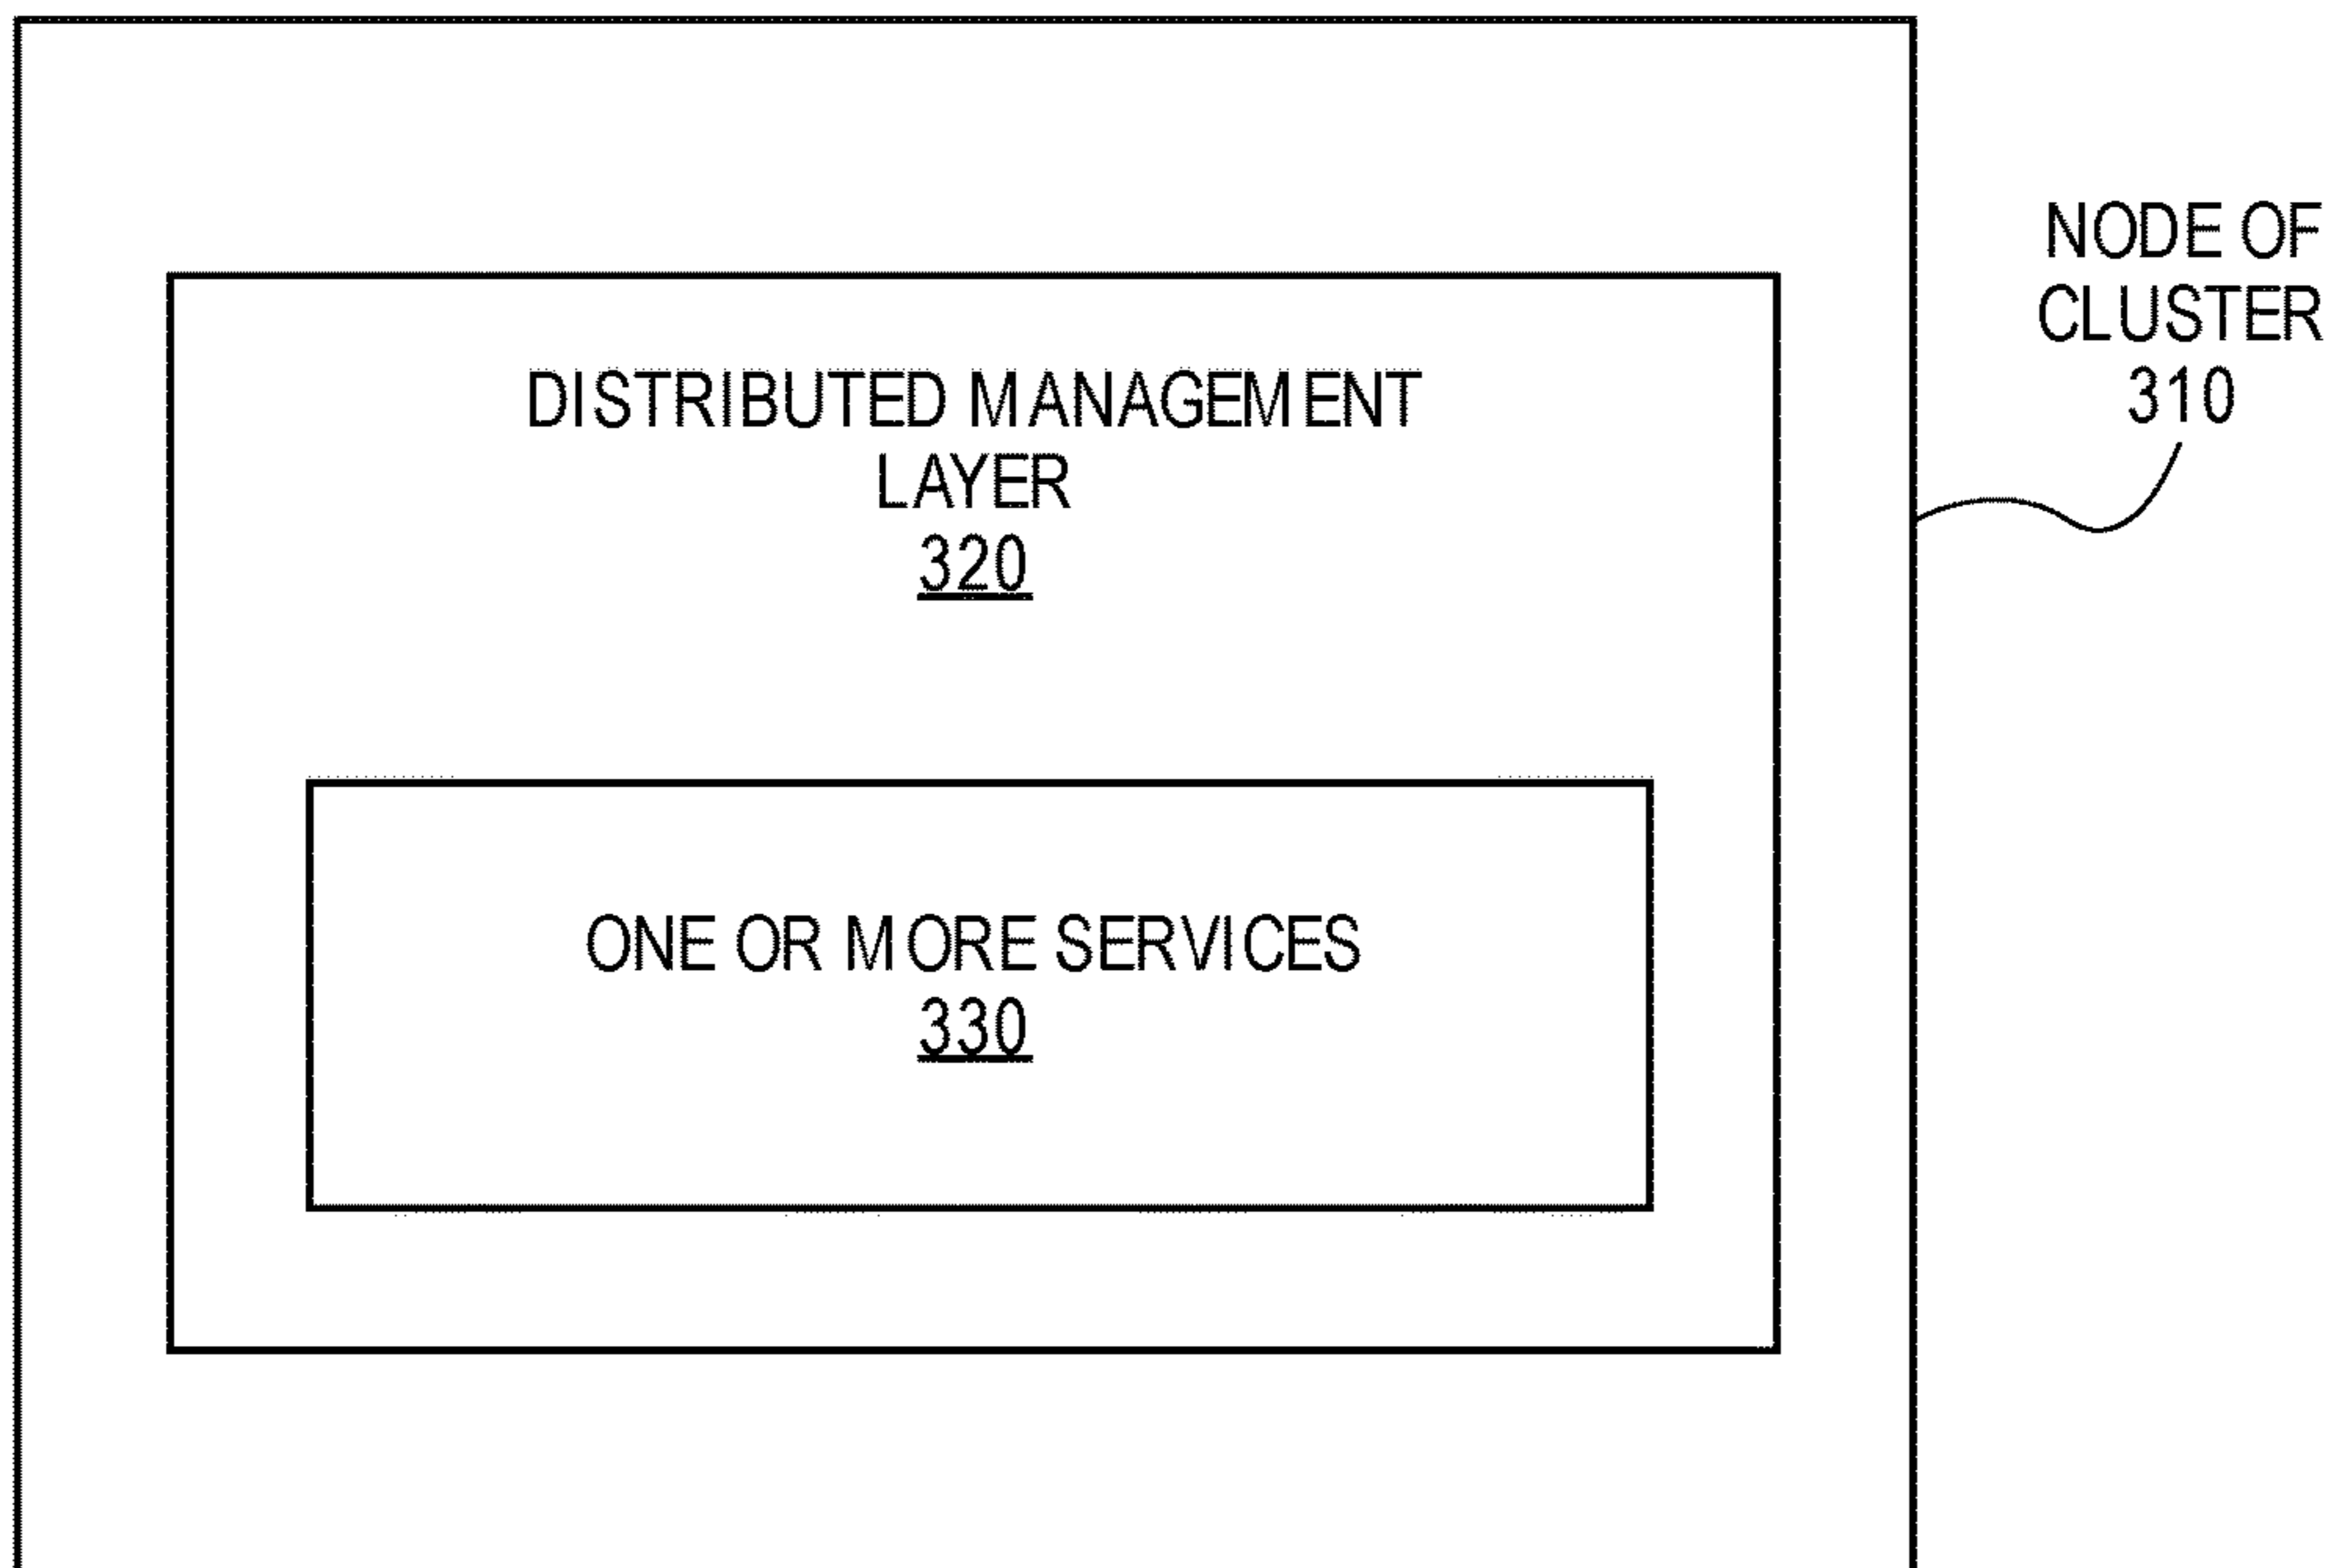 NODE OF
CLUSTER
310
DISTRIBUTED MANAGEMENT
LAYER
320
ONE OR MORE SERVICES
330